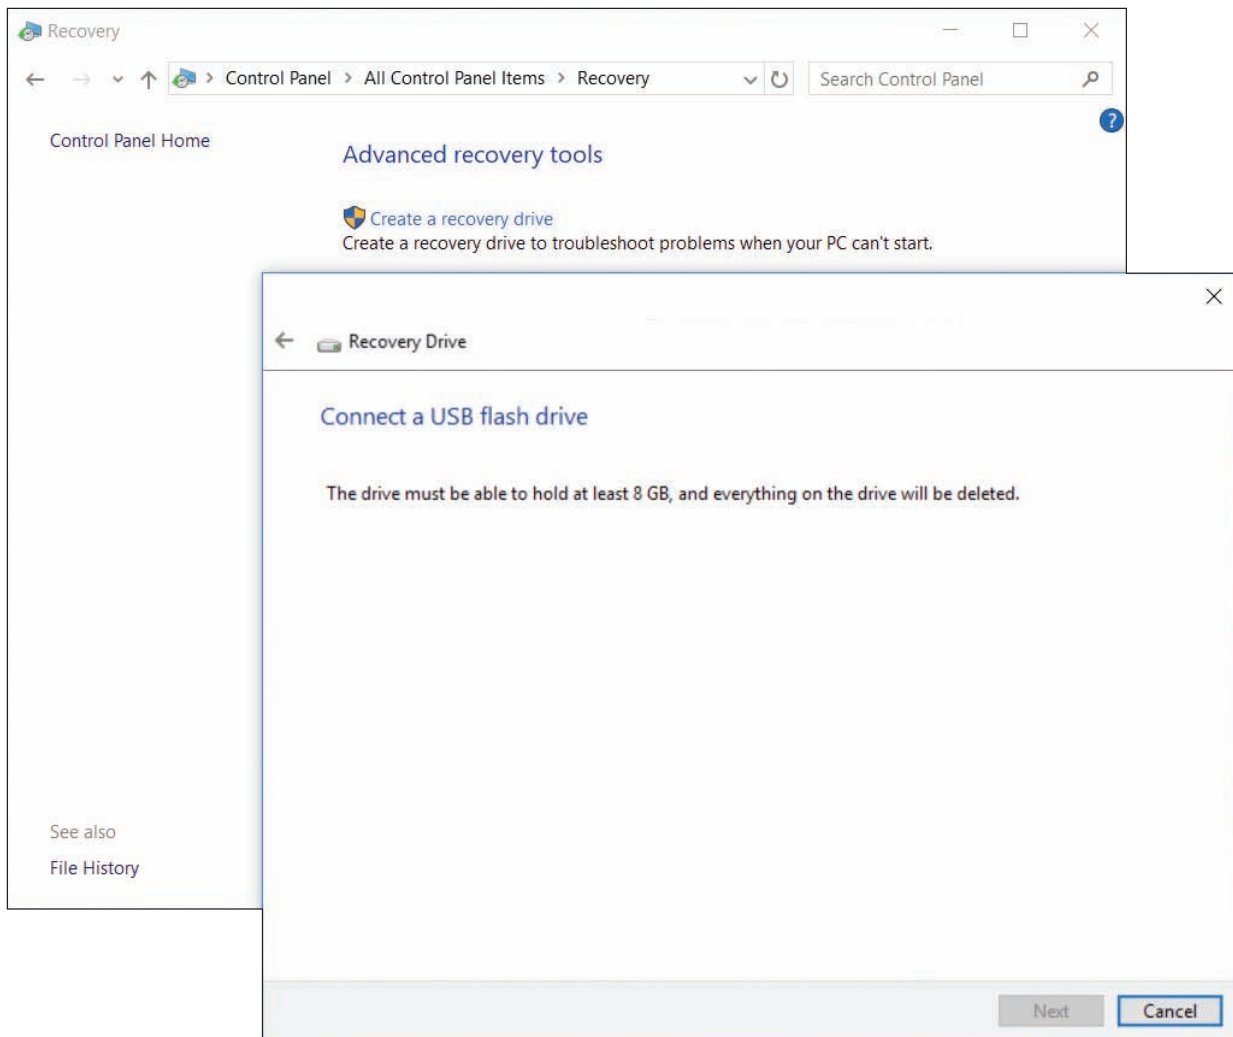 Recovery
Control Panel > All Control Panel Items > Recovery
Search Control Panel
?
Control Panel Home
Advanced recovery tools
Create a recovery drive
Create a recovery drive to troubleshoot problems when your PC can't start.
Recovery Drive
Connect a USB flash drive
The drive must be able to hold at least 8 GB, and everything on the drive will be deleted.
See also
File History
Next
Cancel